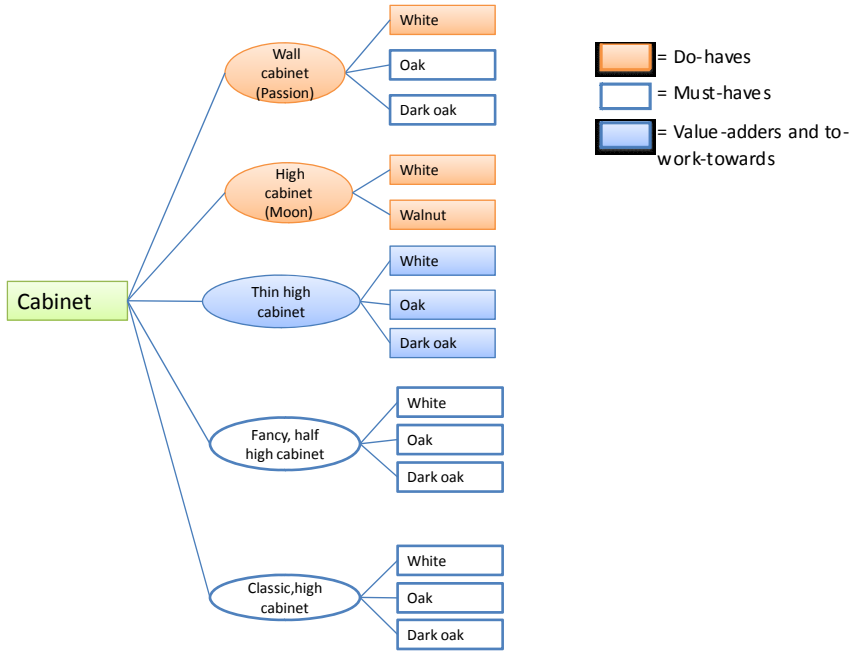 Cabinet
Wall
cabinet
(Passion)
White
Oak
Dark oak
High
cabinet
(Moon)
White
Walnut
Thin high
cabinet
White
Oak
Dark oak
Fancy, half
high cabinet
White
Oak
Dark oak
Classic,high
cabinet
White
Oak
Dark oak
= Do-haves
= Must-haves
= Value-adders and to-
work-towards